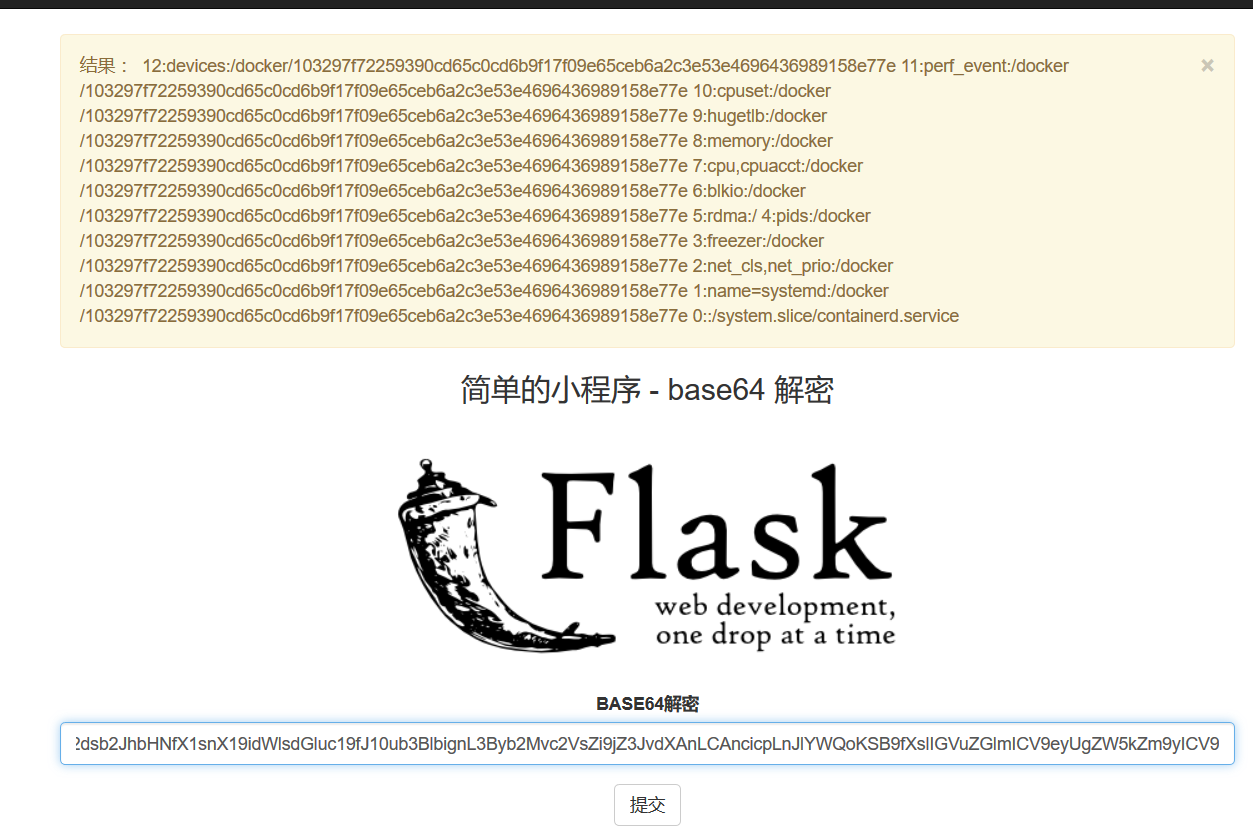 结果： 12:devices:/docker/103297f72259390cd65c0cd6b9f17f09e65ceb6a2c3e53e4696436989158e77e 11:perf_event:/docker
/103297f72259390cd65c0cd6b9f17f09e65ceb6a2c3e53e4696436989158e77e 10:cpuset:/docker
/103297f72259390cd65c0cd6b9f17f09e65ceb6a2c3e53e4696436989158e77e 9:hugetlb:/docker
/103297f72259390cd65c0cd6b9f17f09e65ceb6a2c3e53e4696436989158e77e 8:memory:/docker
/103297f72259390cd65c0cd6b9f17f09e65ceb6a2c3e53e4696436989158e77e 7:cpu,cpuacct:/docker
/103297f72259390cd65c0cd6b9f17f09e65ceb6a2c3e53e4696436989158e77e 6:blkio:/docker
/103297f72259390cd65c0cd6b9f17f09e65ceb6a2c3e53e4696436989158e77e 5:rdma:/ 4:pids:/docker
/103297f72259390cd65c0cd6b9f17f09e65ceb6a2c3e53e4696436989158e77e 3:freezer:/docker
/103297f72259390cd65c0cd6b9f17f09e65ceb6a2c3e53e4696436989158e77e 2:net_cls,net_prio:/docker
/103297f72259390cd65c0cd6b9f17f09e65ceb6a2c3e53e4696436989158e77e 1:name=systemd:/docker
/103297f72259390cd65c0cd6b9f17f09e65ceb6a2c3e53e4696436989158e77e 0::/system.slice/containerd.service
×
简单的小程序 - base64 解密
Flask
web development,
one drop at a time
BASE64解密
2dsb2JhbHNfX1snX19idWlsdGluc19fJ10ub3BlbignL3Byb2Mvc2VsZi9jZ3JvdXAnLCAncicpLnJlYWQoKSB9fXslIGVuZGlmICV9eyUgZW5kZm9yICV9
提交